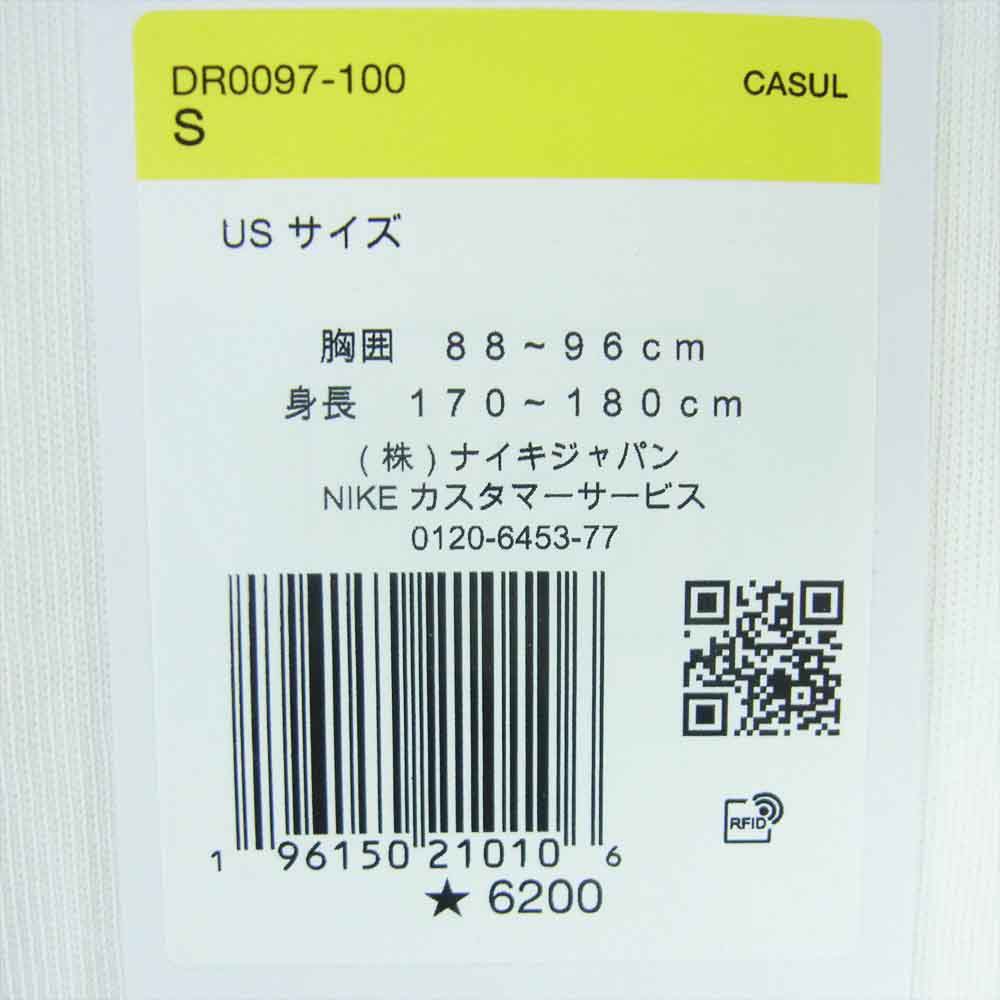 DR0097-100 CASUL
S
US サイズ
胸囲　８８~９６ｃｍ
身長　１７０~１８０ｃｍ
(株)ナイキジャパン
NIKE カスタマーサービス
0120-6453-77
1 96150 21010 6
★ 6200
RFID